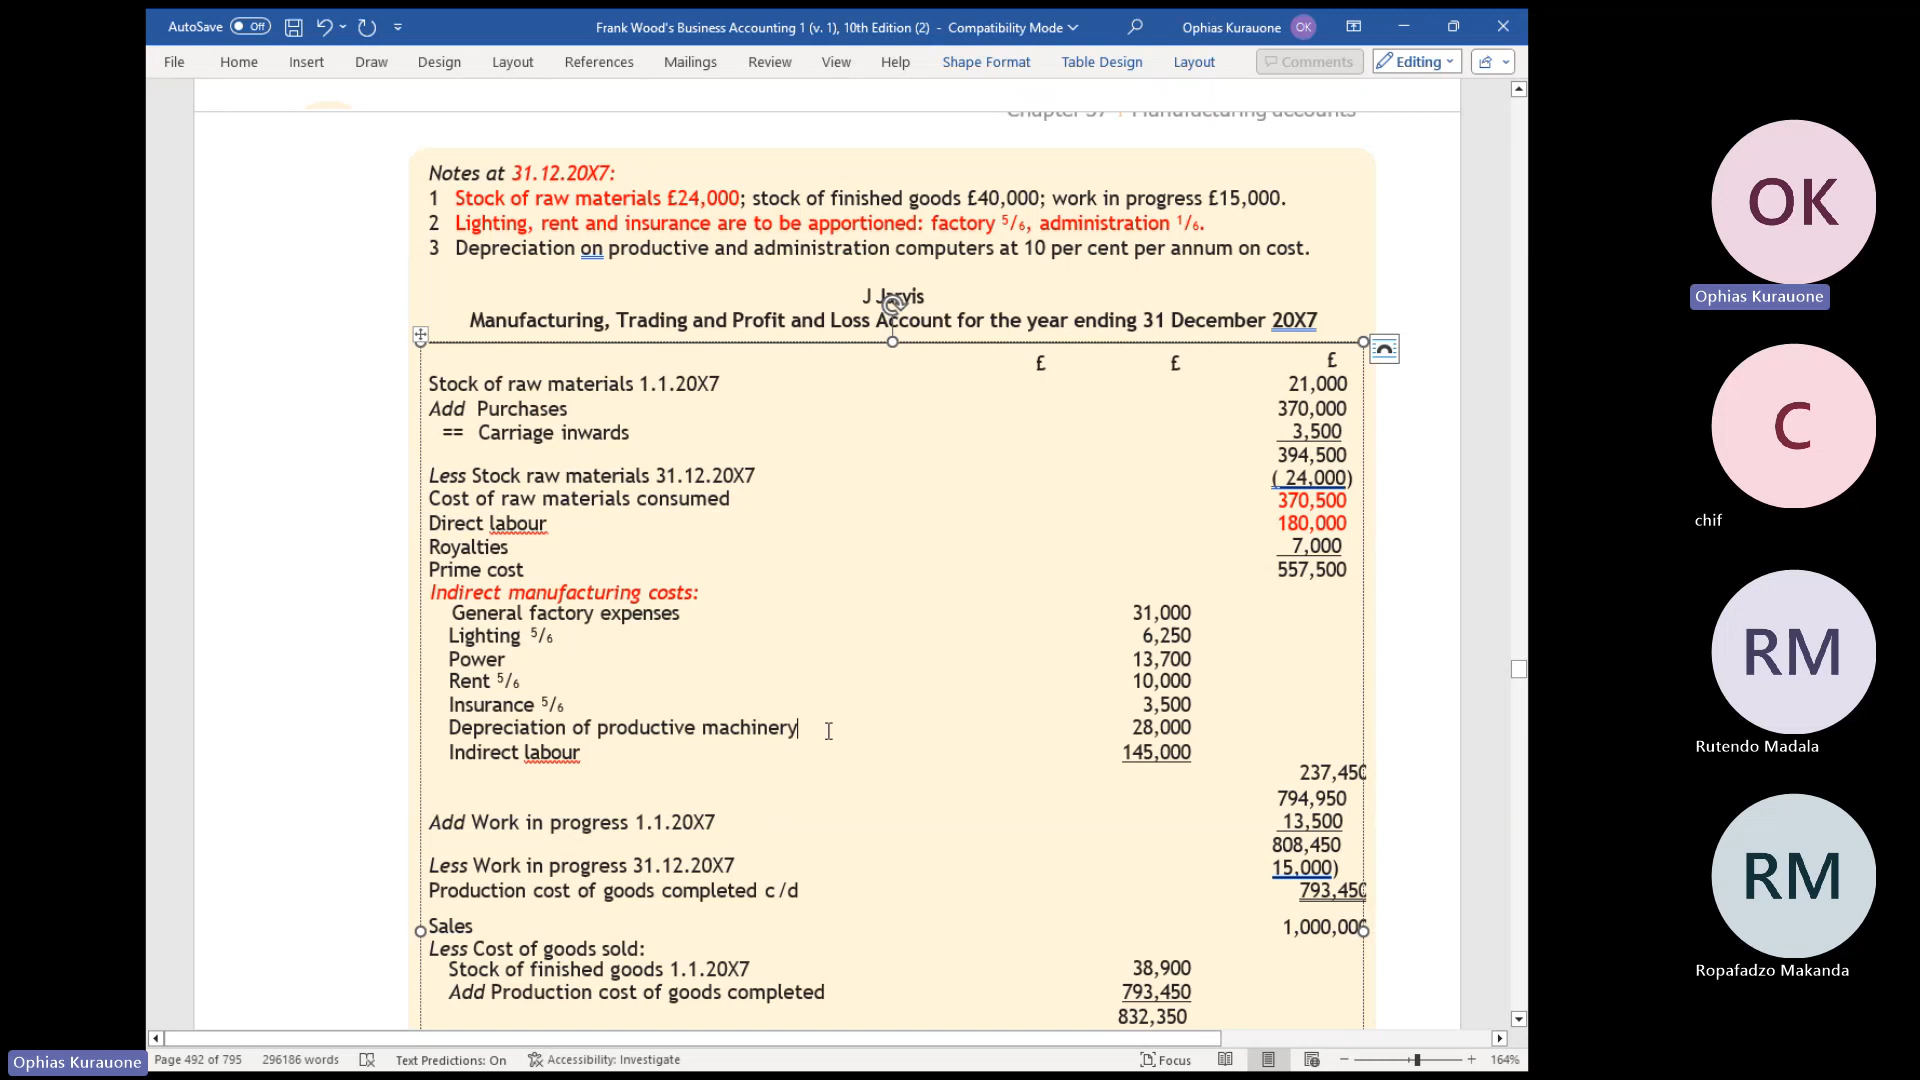 AutoSave Off Frank Wood's Business Accounting 1 (v. 1), 10th Edition (2) - Compatibility Mode Ophias Kurauone OK
File Home Insert Draw Design Layout References Mailings Review View Help Shape Format Table Design Layout Comments Editing
Chapter 37 Manufacturing accounts
Notes at 31.12.20X7:
1 Stock of raw materials £24,000; stock of finished goods £40,000; work in progress £15,000.
2 Lighting, rent and insurance are to be apportioned: factory 5/6, administration 1/6.
3 Depreciation on productive and administration computers at 10 per cent per annum on cost.
J Jarvis
Manufacturing, Trading and Profit and Loss Account for the year ending 31 December 20X7
£ £ £
Stock of raw materials 1.1.20X7 21,000
Add Purchases 370,000
== Carriage inwards 3,500
394,500
Less Stock raw materials 31.12.20X7 ( 24,000)
Cost of raw materials consumed 370,500
Direct labour 180,000
Royalties 7,000
Prime cost 557,500
Indirect manufacturing costs:
General factory expenses 31,000
Lighting 5/6 6,250
Power 13,700
Rent 5/6 10,000
Insurance 5/6 3,500
Depreciation of productive machinery 28,000
Indirect labour 145,000
237,450
794,950
Add Work in progress 1.1.20X7 13,500
808,450
Less Work in progress 31.12.20X7 15,000)
Production cost of goods completed c/d 793,450
Sales 1,000,000
Less Cost of goods sold:
Stock of finished goods 1.1.20X7 38,900
Add Production cost of goods completed 793,450
832,350
Page 492 of 795 296186 words Text Predictions: On Accessibility: Investigate Focus 164%
Ophias Kurauone
OK
Ophias Kurauone
C
chif
RM
Rutendo Madala
RM
Ropafadzo Makanda